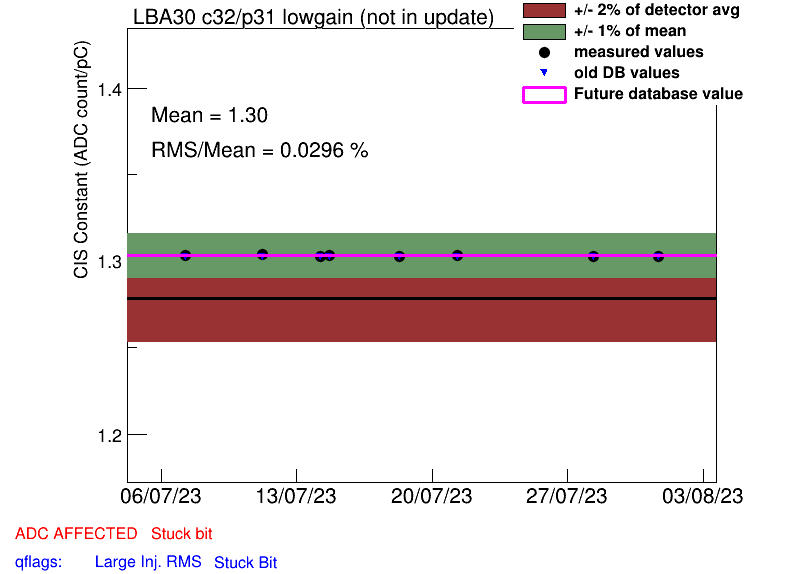 LBA30 c32/p31 lowgain (not in update)
+/- 2% of detector avg
+/- 1% of mean
measured values
old DB values
Future database value
CIS Constant (ADC count/pC)
1.4
Mean = 1.30
RMS/Mean = 0.0296 %
1.3
1.2
06/07/23 13/07/23 20/07/23 27/07/23 03/08/23
ADC AFFECTED Stuck bit
qflags: Large Inj. RMS Stuck Bit